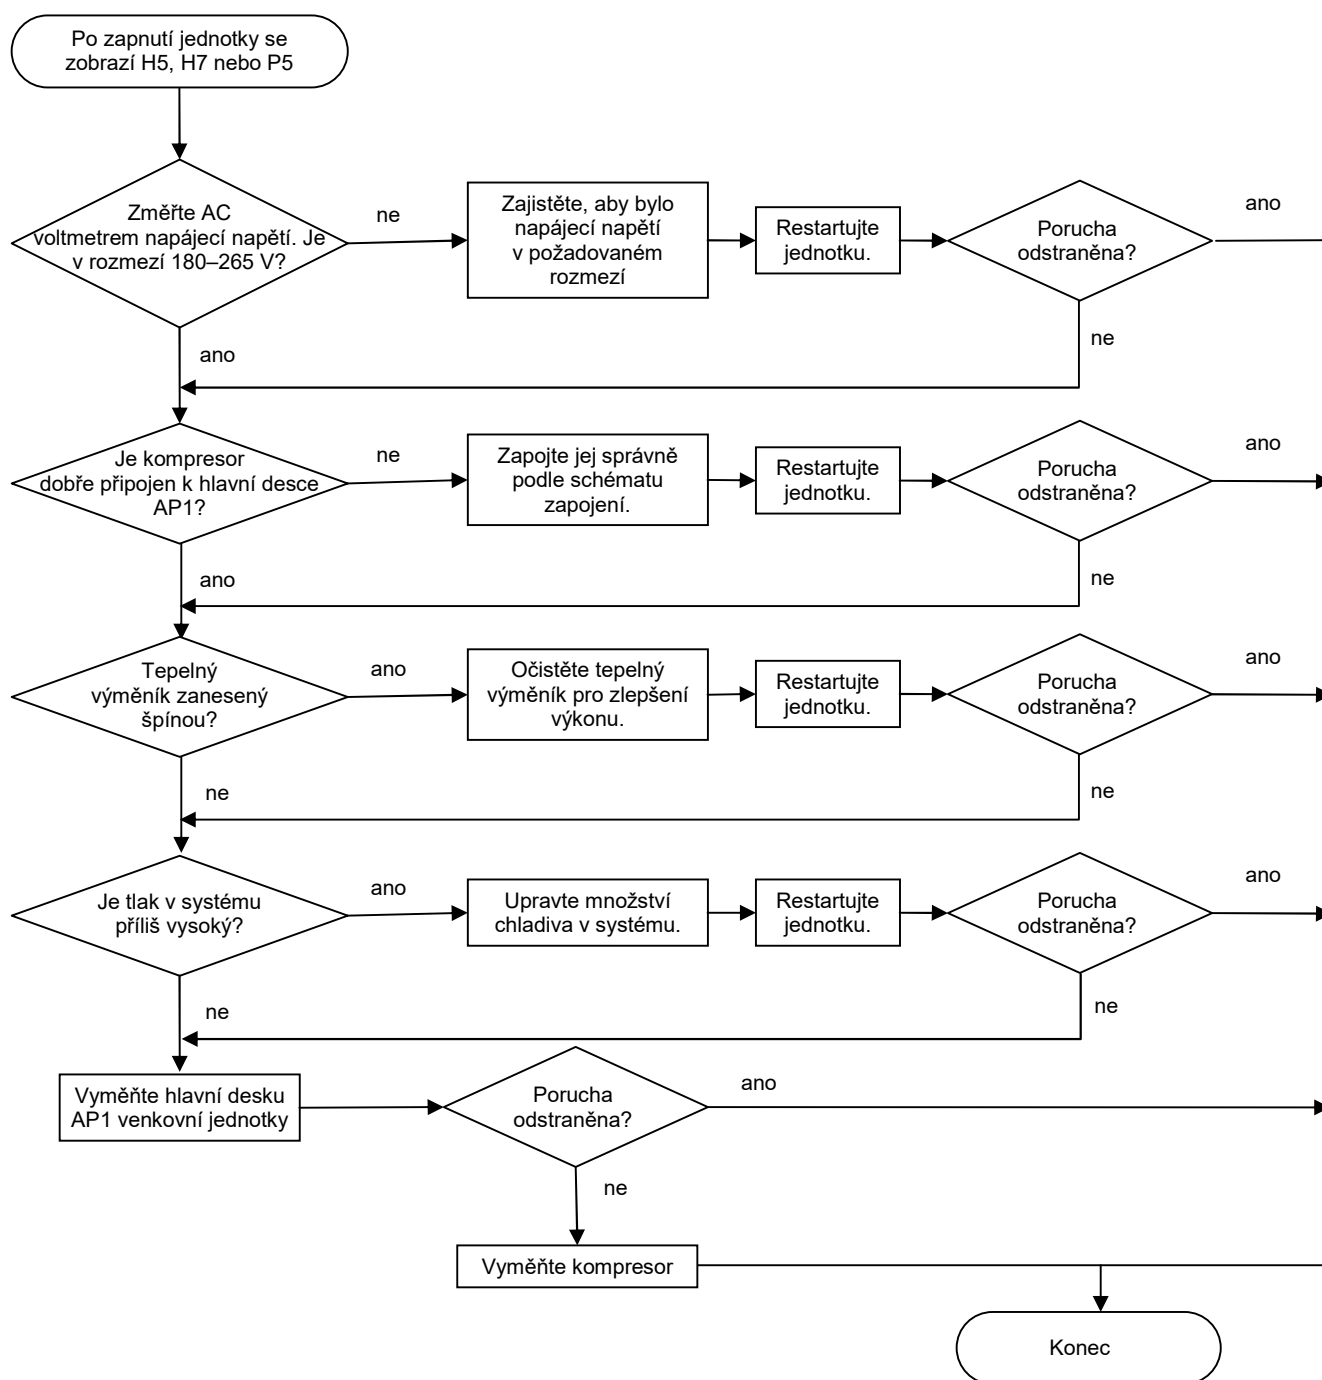 Po zapnutí jednotky se
zobrazí H5, H7 nebo P5
Změřte AC
voltmetrem napájecí napětí. Je
v rozmezí 180–265 V?
ne
Zajistěte, aby bylo
napájecí napětí
v požadovaném
rozmezí
Restartujte
jednotku.
Porucha
odstraněna?
ano
ne
ano
Je kompresor
dobře připojen k hlavní desce
AP1?
ne
Zapojte jej správně
podle schématu
zapojení.
Restartujte
jednotku.
Porucha
odstraněna?
ano
ne
ano
Tepelný
výměník zanesený
špínou?
ano
Očistěte tepelný
výměník pro zlepšení
výkonu.
Restartujte
jednotku.
Porucha
odstraněna?
ano
ne
ne
Je tlak v systému
příliš vysoký?
ano
Upravte množství
chladiva v systému.
Restartujte
jednotku.
Porucha
odstraněna?
ano
ne
ne
Vyměňte hlavní desku
AP1 venkovní jednotky
Porucha
odstraněna?
ano
ne
Vyměňte kompresor
Konec